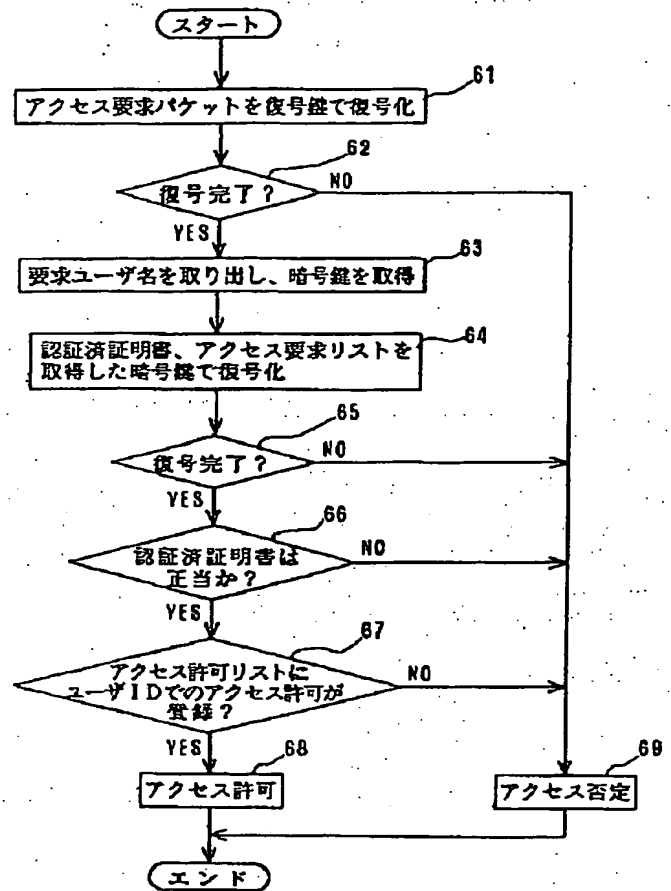 スタート
61
アクセス要求パケットを復号鍵で復号化
62
復号完了？
NO
YES
63
要求ユーザ名を取り出し、暗号鍵を取得
64
認証済証明書、アクセス要求リストを
取得した暗号鍵で復号化
65
復号完了？
NO
YES
66
認証済証明書は
正当か？
NO
YES
67
アクセス許可リストに
ユーザIDでのアクセス許可が
登録？
NO
YES
68
アクセス許可
69
アクセス否定
エンド